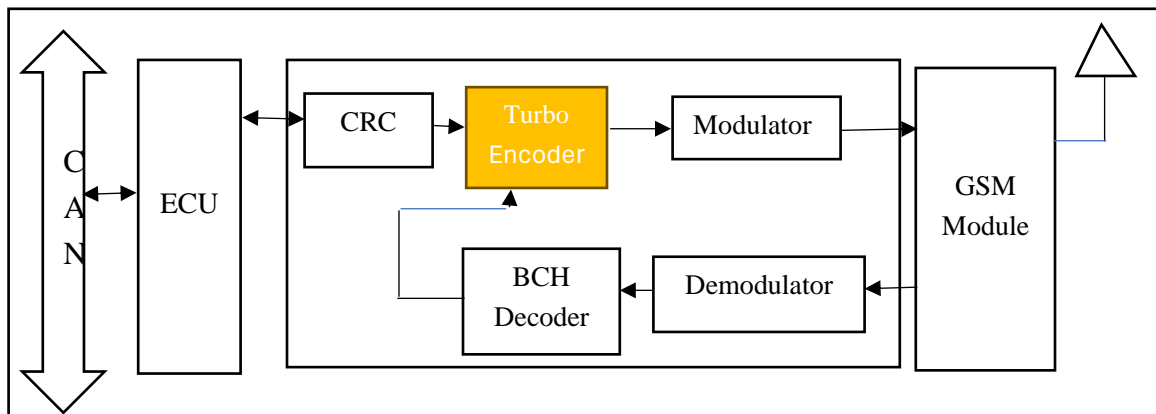 C
A
N
ECU
CRC
Turbo
Encoder
Modulator
BCH
Decoder
Demodulator
GSM
Module